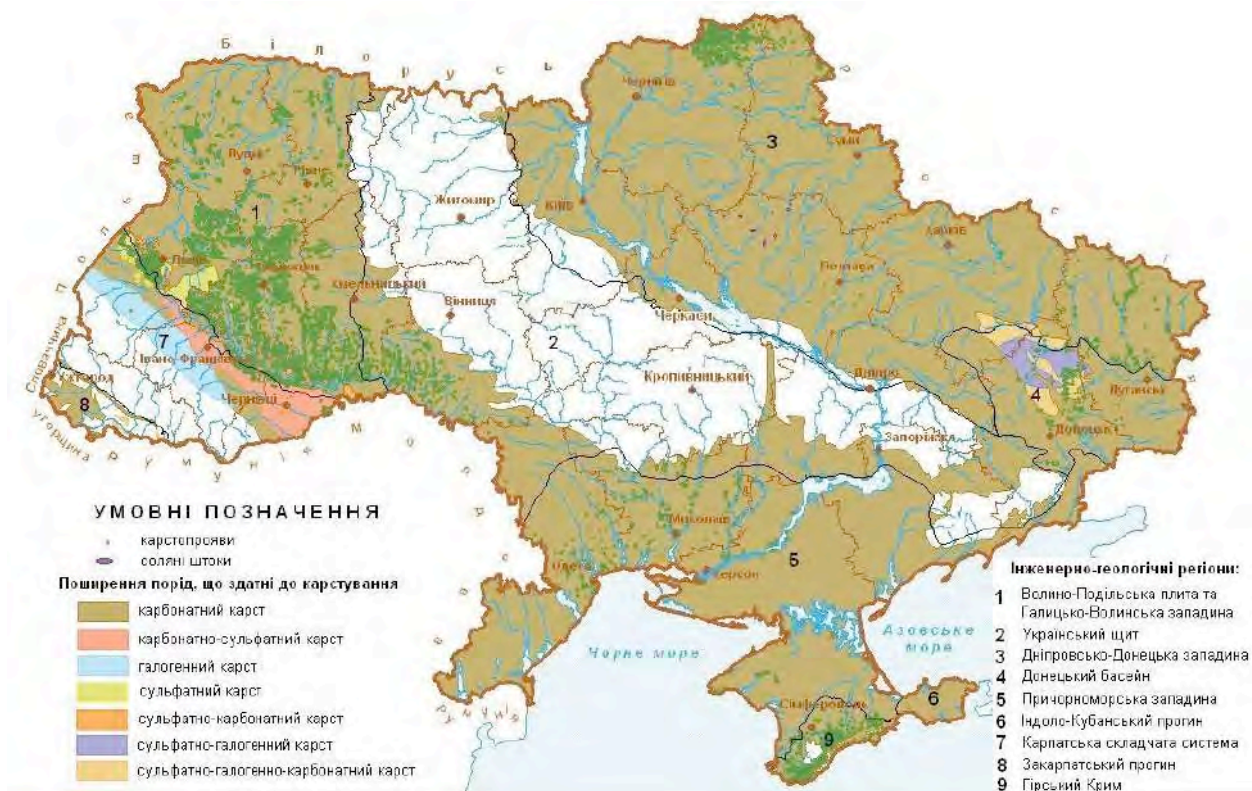 Білорусь
Чернігів
3
Суми
Луцьк
Рівне
Київ
Житомир
1
Львів
Харків
Полтава
Хмельницький
Вінниця
Черкаси
2
7
Івано-Франків
Кропивницький
Дніпро
4
Луганськ
Словаччина
Ужгород
8
Чернівці
Донецьк
Запоріжжя
Угорщина
Румунія
Миколаїв
5
Одеса
Херсон
Чорне море
Азовське
море
6
Сімферополь
9
Румунія
УМОВНІ ПОЗНАЧЕННЯ
карстопрояви
соляні штоки
Поширення порід, що здатні до карстування
карбонатний карст
карбонатно-сульфатний карст
галогенний карст
сульфатний карст
сульфатно-карбонатний карст
сульфатно-галогенний карст
сульфатно-галогенно-карбонатний карст
Інженерно-геологічні регіони:
1 Волино-Подільська плита та
Галицько-Волинська западина
2 Український щит
3 Дніпровсько-Донецька западина
4 Донецький басейн
5 Причорноморська западина
6 Індоло-Кубанський прогин
7 Карпатська складчата система
8 Закарпатський прогин
9 Гірський Крим